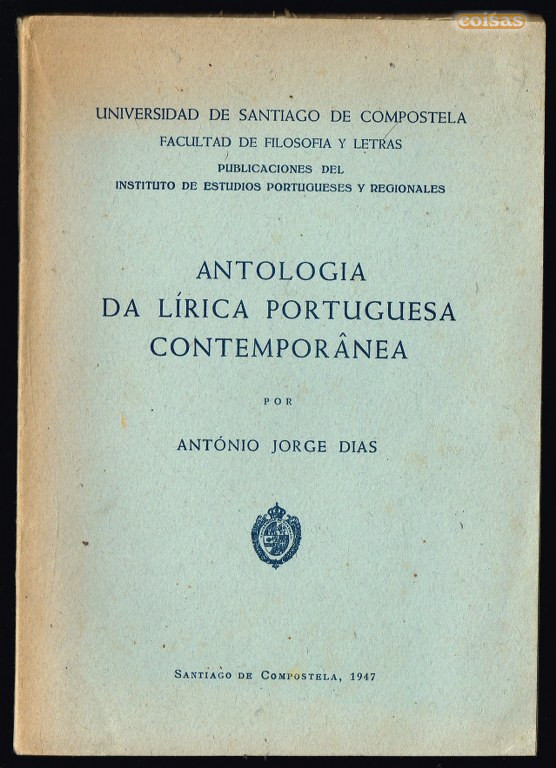 coisas
UNIVERSIDAD DE SANTIAGO DE COMPOSTELA
FACULTAD DE FILOSOFIA Y LETRAS
PUBLICACIONES DEL
INSTITUTO DE ESTUDIOS PORTUGUESES Y REGIONALES
ANTOLOGIA
DA LÍRICA PORTUGUESA
CONTEMPORÂNEA
POR
ANTÓNIO JORGE DIAS
SANTIAGO DE COMPOSTELA, 1947